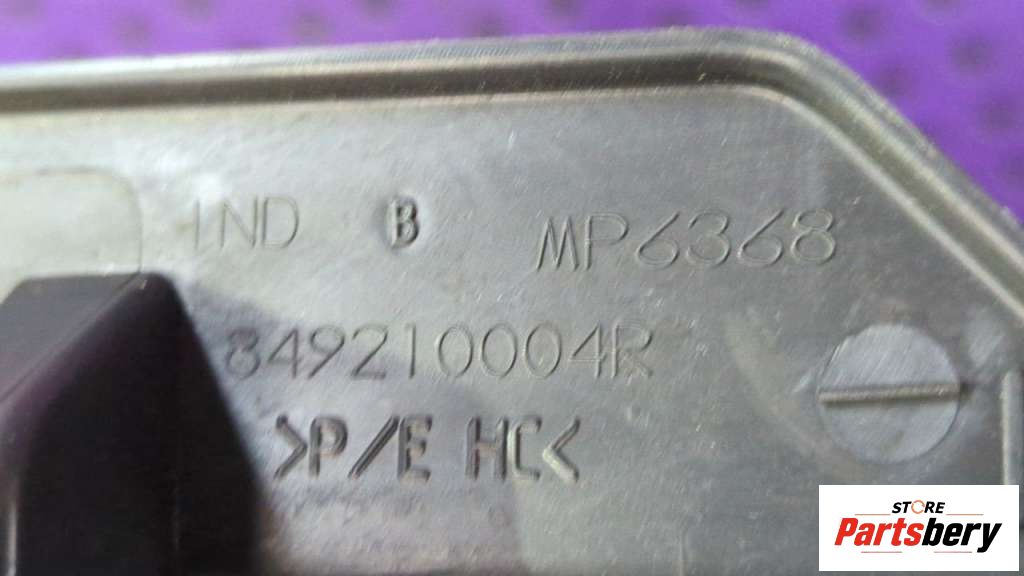 IND B MP6368
849210004R
>P/E HC<
STORE
Partsbery